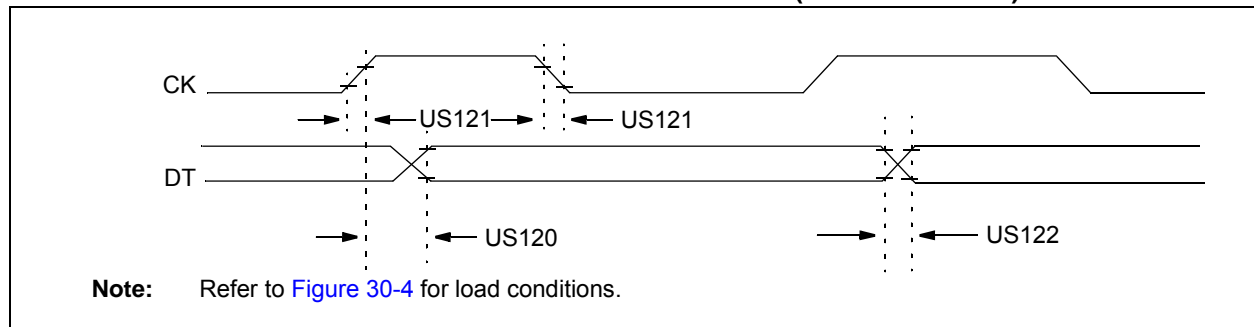 CK
US121
US121
DT
US120
US122
Note: Refer to Figure 30-4 for load conditions.